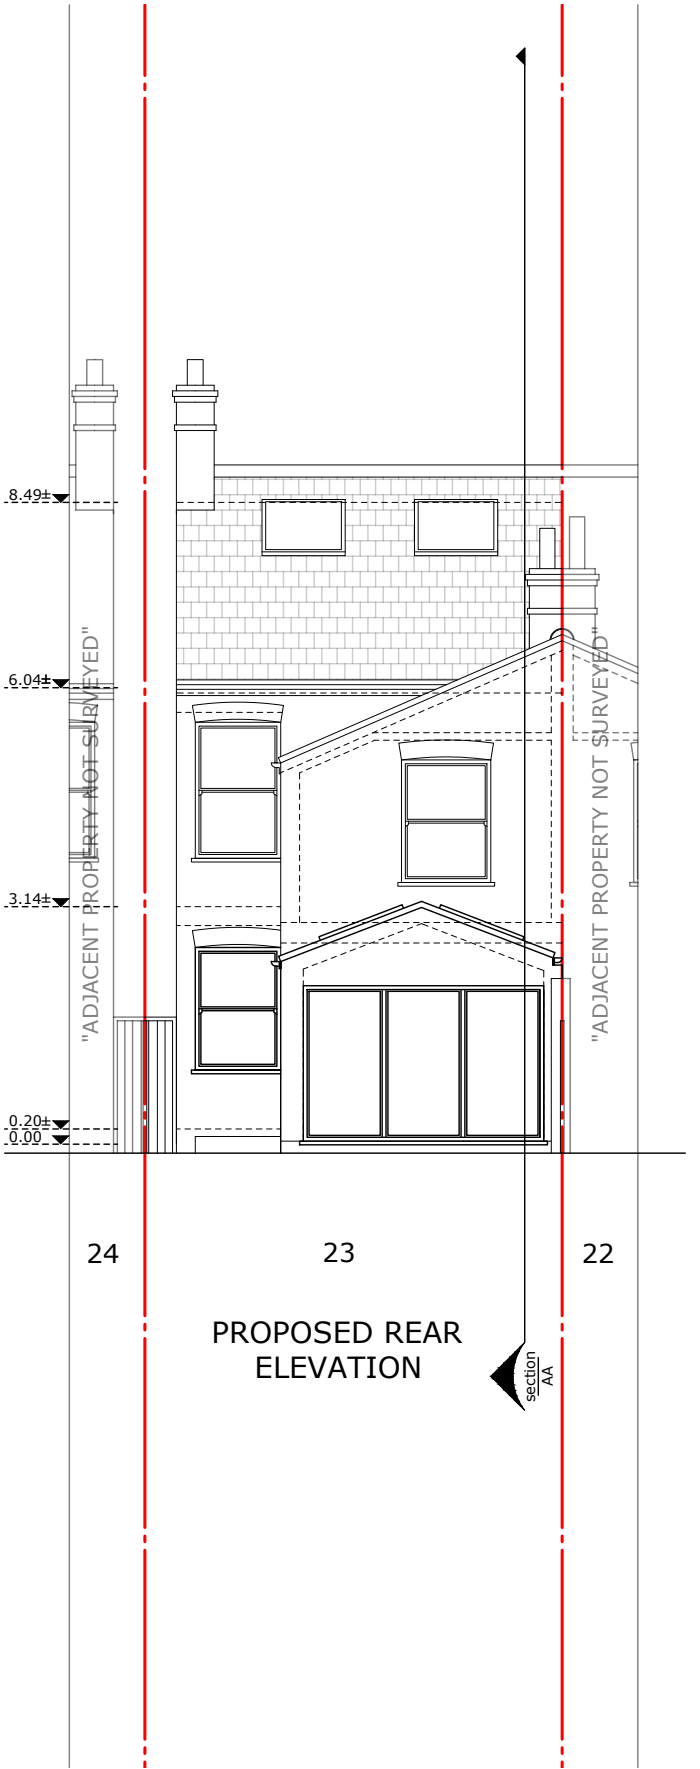 8.49±
6.04±
"ADJACENT PROPERTY NOT SURVEYED"
"ADJACENT PROPERTY NOT SURVEYED"
3.14±
0.20±
0.00
24
23
22
PROPOSED REAR
ELEVATION
section
AA